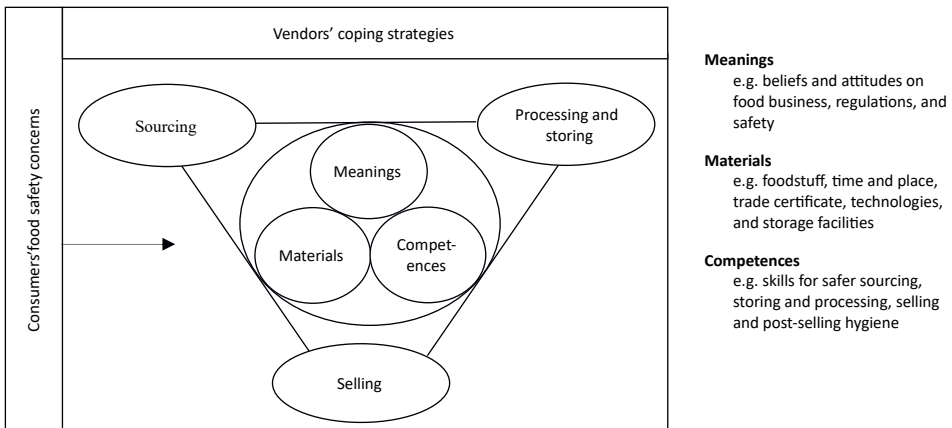 Vendors' coping strategies
Consumers'food safety concerns
Sourcing
Processing and
storing
Meanings
Materials
Compet-
ences
Selling
Meanings
e.g. beliefs and attitudes on
food business, regulations, and
safety
Materials
e.g. foodstuff, time and place,
trade certificate, technologies,
and storage facilities
Competences
e.g. skills for safer sourcing,
storing and processing, selling
and post-selling hygiene